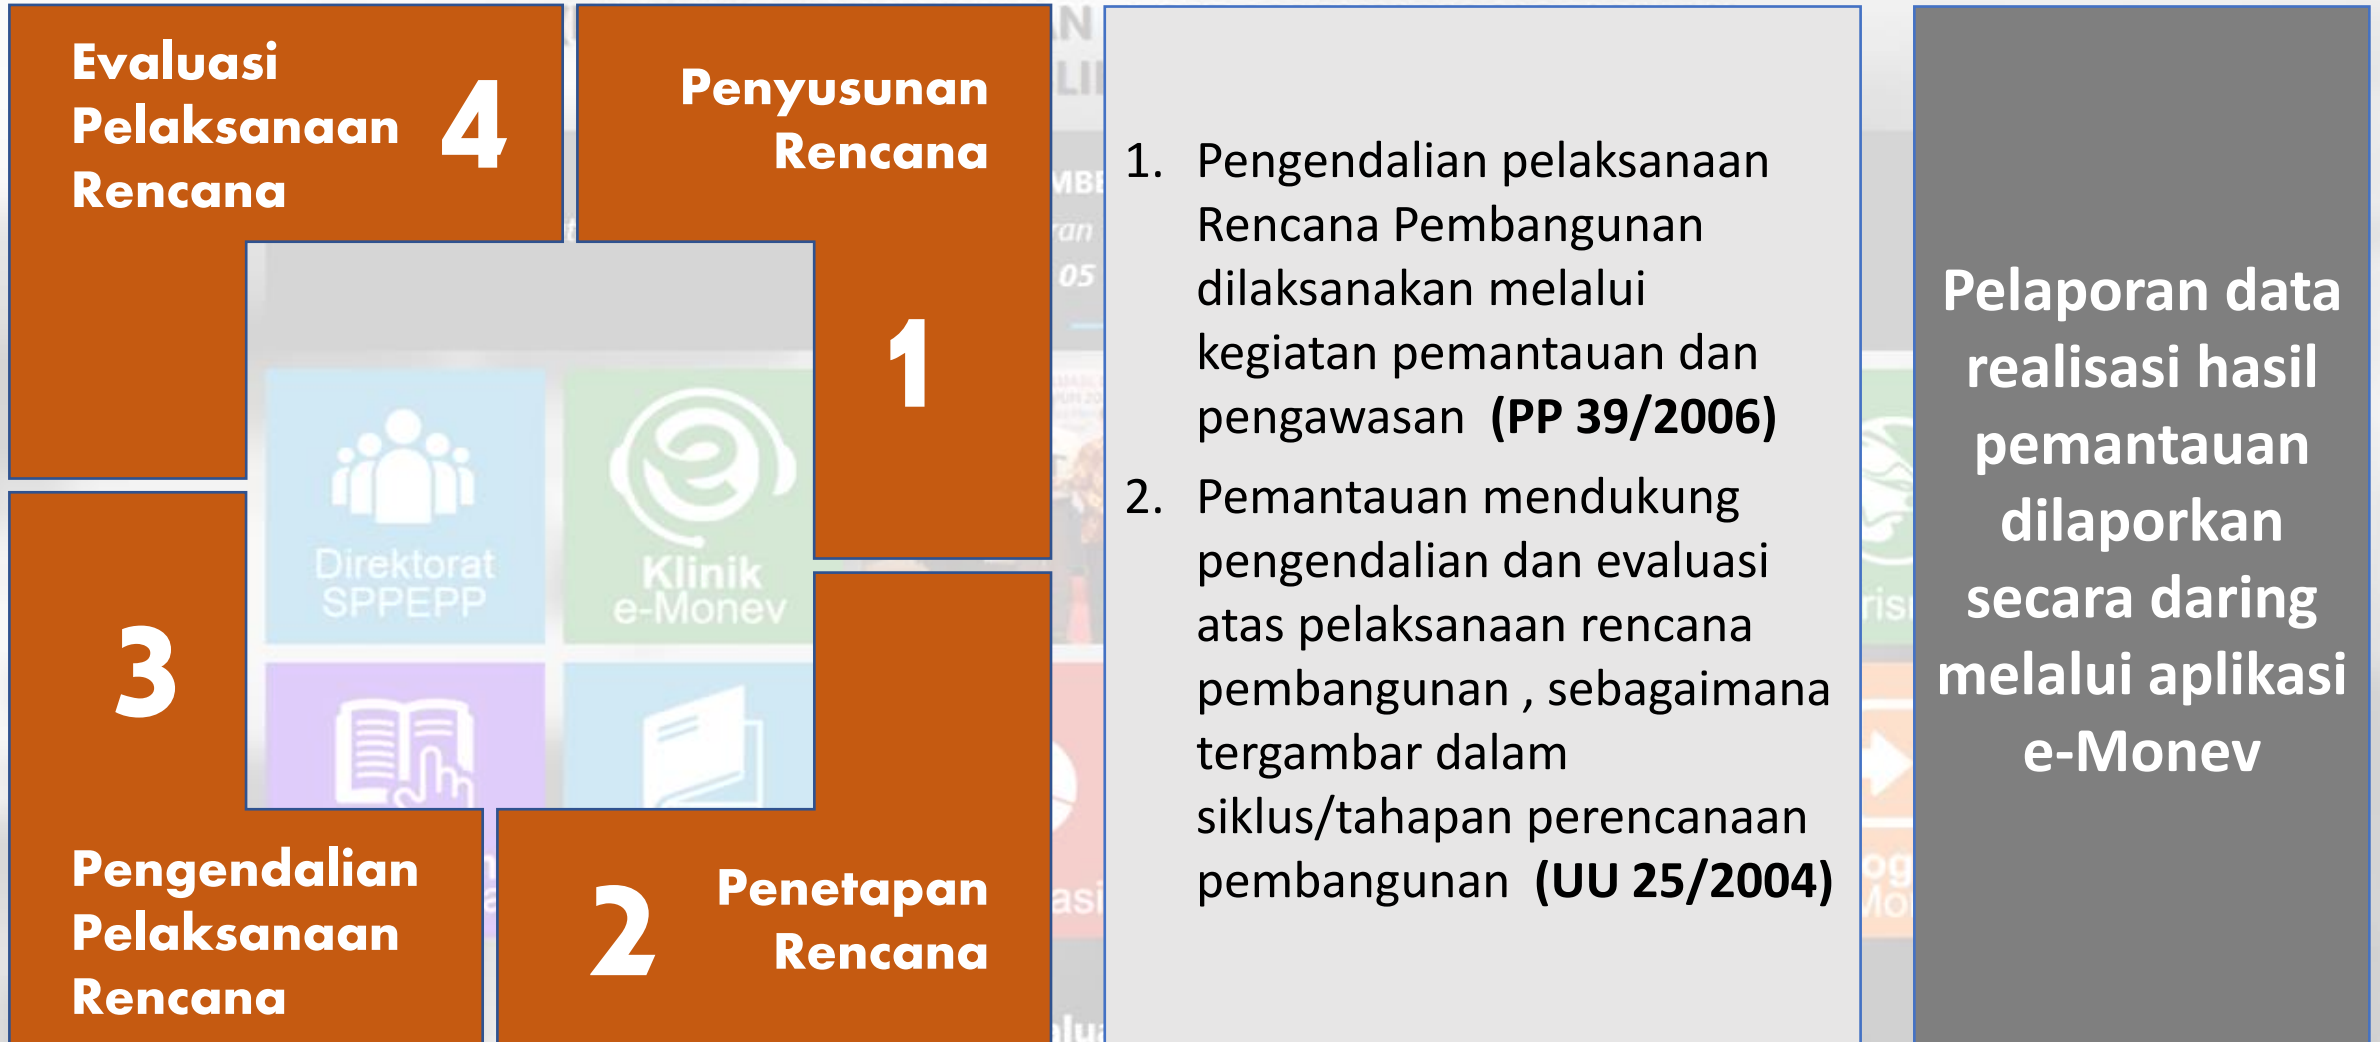 Evaluasi
Pelaksanaan
Rencana
4
Penyusunan
Rencana
1
3
Pengendalian
Pelaksanaan
Rencana
2
Penetapan
Rencana
Direktorat
SPPEPP
Klinik
e-Monev
1. Pengendalian pelaksanaan
Rencana Pembangunan
dilaksanakan melalui
kegiatan pemantauan dan
pengawasan (PP 39/2006)
2. Pemantauan mendukung
pengendalian dan evaluasi
atas pelaksanaan rencana
pembangunan , sebagaimana
tergambar dalam
siklus/tahapan perencanaan
pembangunan (UU 25/2004)
Pelaporan data
realisasi hasil
pemantauan
dilaporkan
secara daring
melalui aplikasi
e-Monev
05